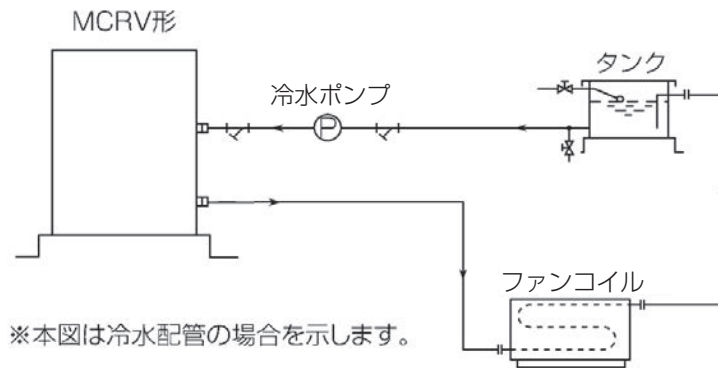 MCRV形
タンク
冷水ポンプ
P
ファンコイル
※本図は冷水配管の場合を示します。